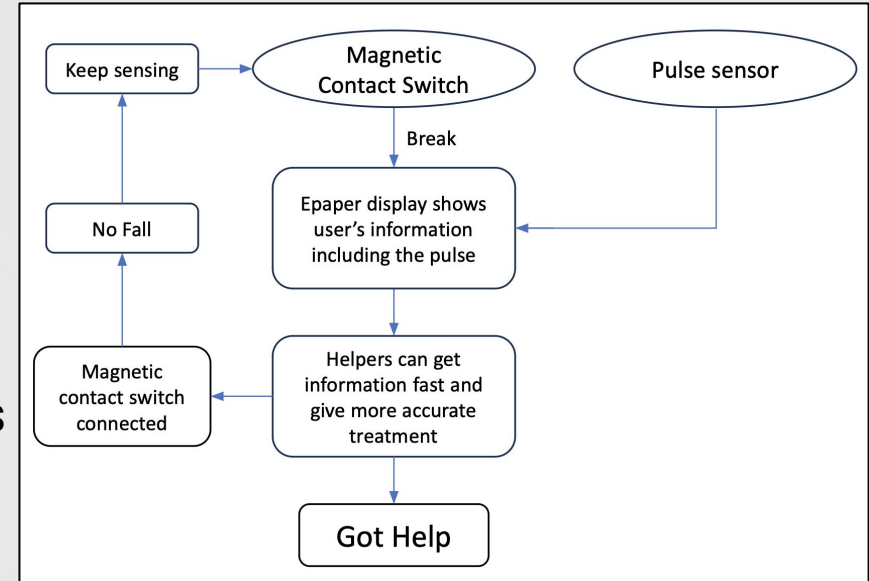 Keep sensing
Magnetic
Contact Switch
Pulse sensor
Break
Epaper display shows
user’s information
including the pulse
No Fall
Helpers can get
information fast and
give more accurate
treatment
Magnetic
contact switch
connected
s
Got Help